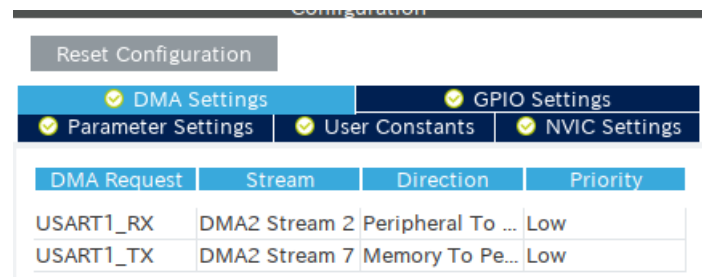 Configuration
Reset Configuration
DMA Settings GPIO Settings
Parameter Settings User Constants NVIC Settings
DMA Request Stream Direction Priority
USART1_RX DMA2 Stream 2 Peripheral To ... Low
USART1_TX DMA2 Stream 7 Memory To Pe... Low